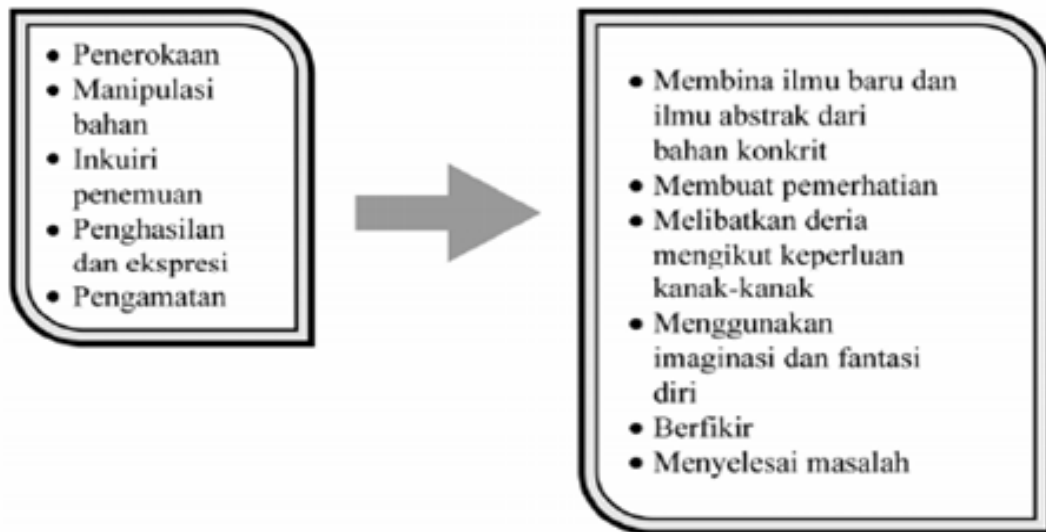 • Penerokaan
• Manipulasi
bahan
• Inkuiri
penemuan
• Penghasilan
dan ekspresi
• Pengamatan
• Membina ilmu baru dan
ilmu abstrak dari
bahan konkrit
• Membuat pemerhatian
• Melibatkan deria
mengikut keperluan
kanak-kanak
• Menggunakan
imaginasi dan fantasi
diri
• Berfikir
• Menyelesai masalah